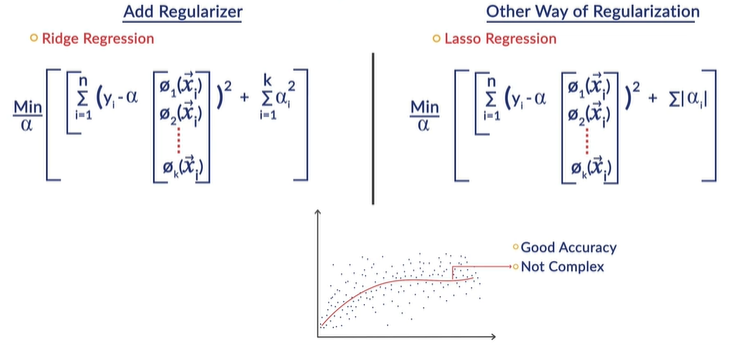 Add Regularizer
Ridge Regression
Min
α
n
Σ
i=1
(yᵢ-α
ø₁(x⃗ᵢ)
ø₂(x⃗ᵢ)
øₖ(x⃗ᵢ)
)² +
k
Σαᵢ²
i=1
Other Way of Regularization
Lasso Regression
Min
α
n
Σ
i=1
(yᵢ-α
ø₁(x⃗ᵢ)
ø₂(x⃗ᵢ)
øₖ(x⃗ᵢ)
)² + Σ|αᵢ|
Good Accuracy
Not Complex